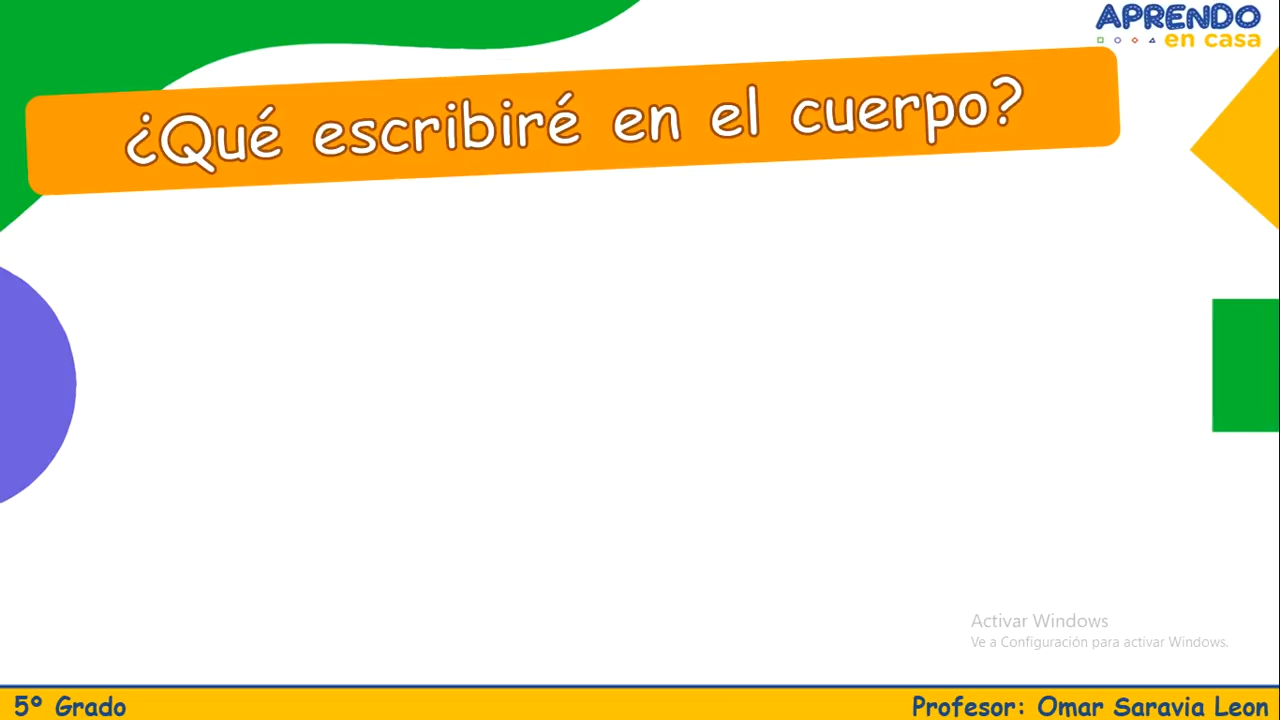 APRENDO
en casa
¿Qué escribiré en el cuerpo?
Activar Windows
Ve a Configuración para activar Windows.
5º Grado
Profesor: Omar Saravia Leon